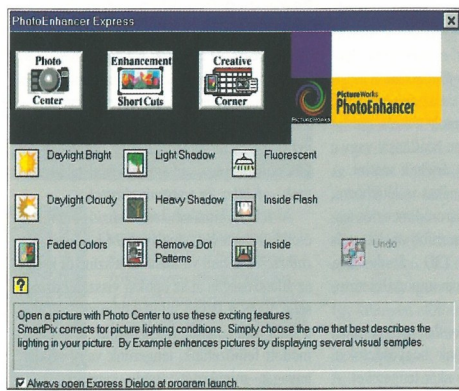 PhotoEnhancer Express
Photo
Center
Enhancement
Short Cuts
Creative
Corner
PICTUREWORKS
PictureWorks
PhotoEnhancer
Daylight Bright
Light Shadow
Fluorescent
Daylight Cloudy
Heavy Shadow
Inside Flash
Faded Colors
Remove Dot
Patterns
Inside
Undo
?
Open a picture with Photo Center to use these exciting features.
SmartPix corrects for picture lighting conditions. Simply choose the one that best describes the
lighting in your picture. By Example enhances pictures by displaying several visual samples.
Always open Express Dialog at program launch.